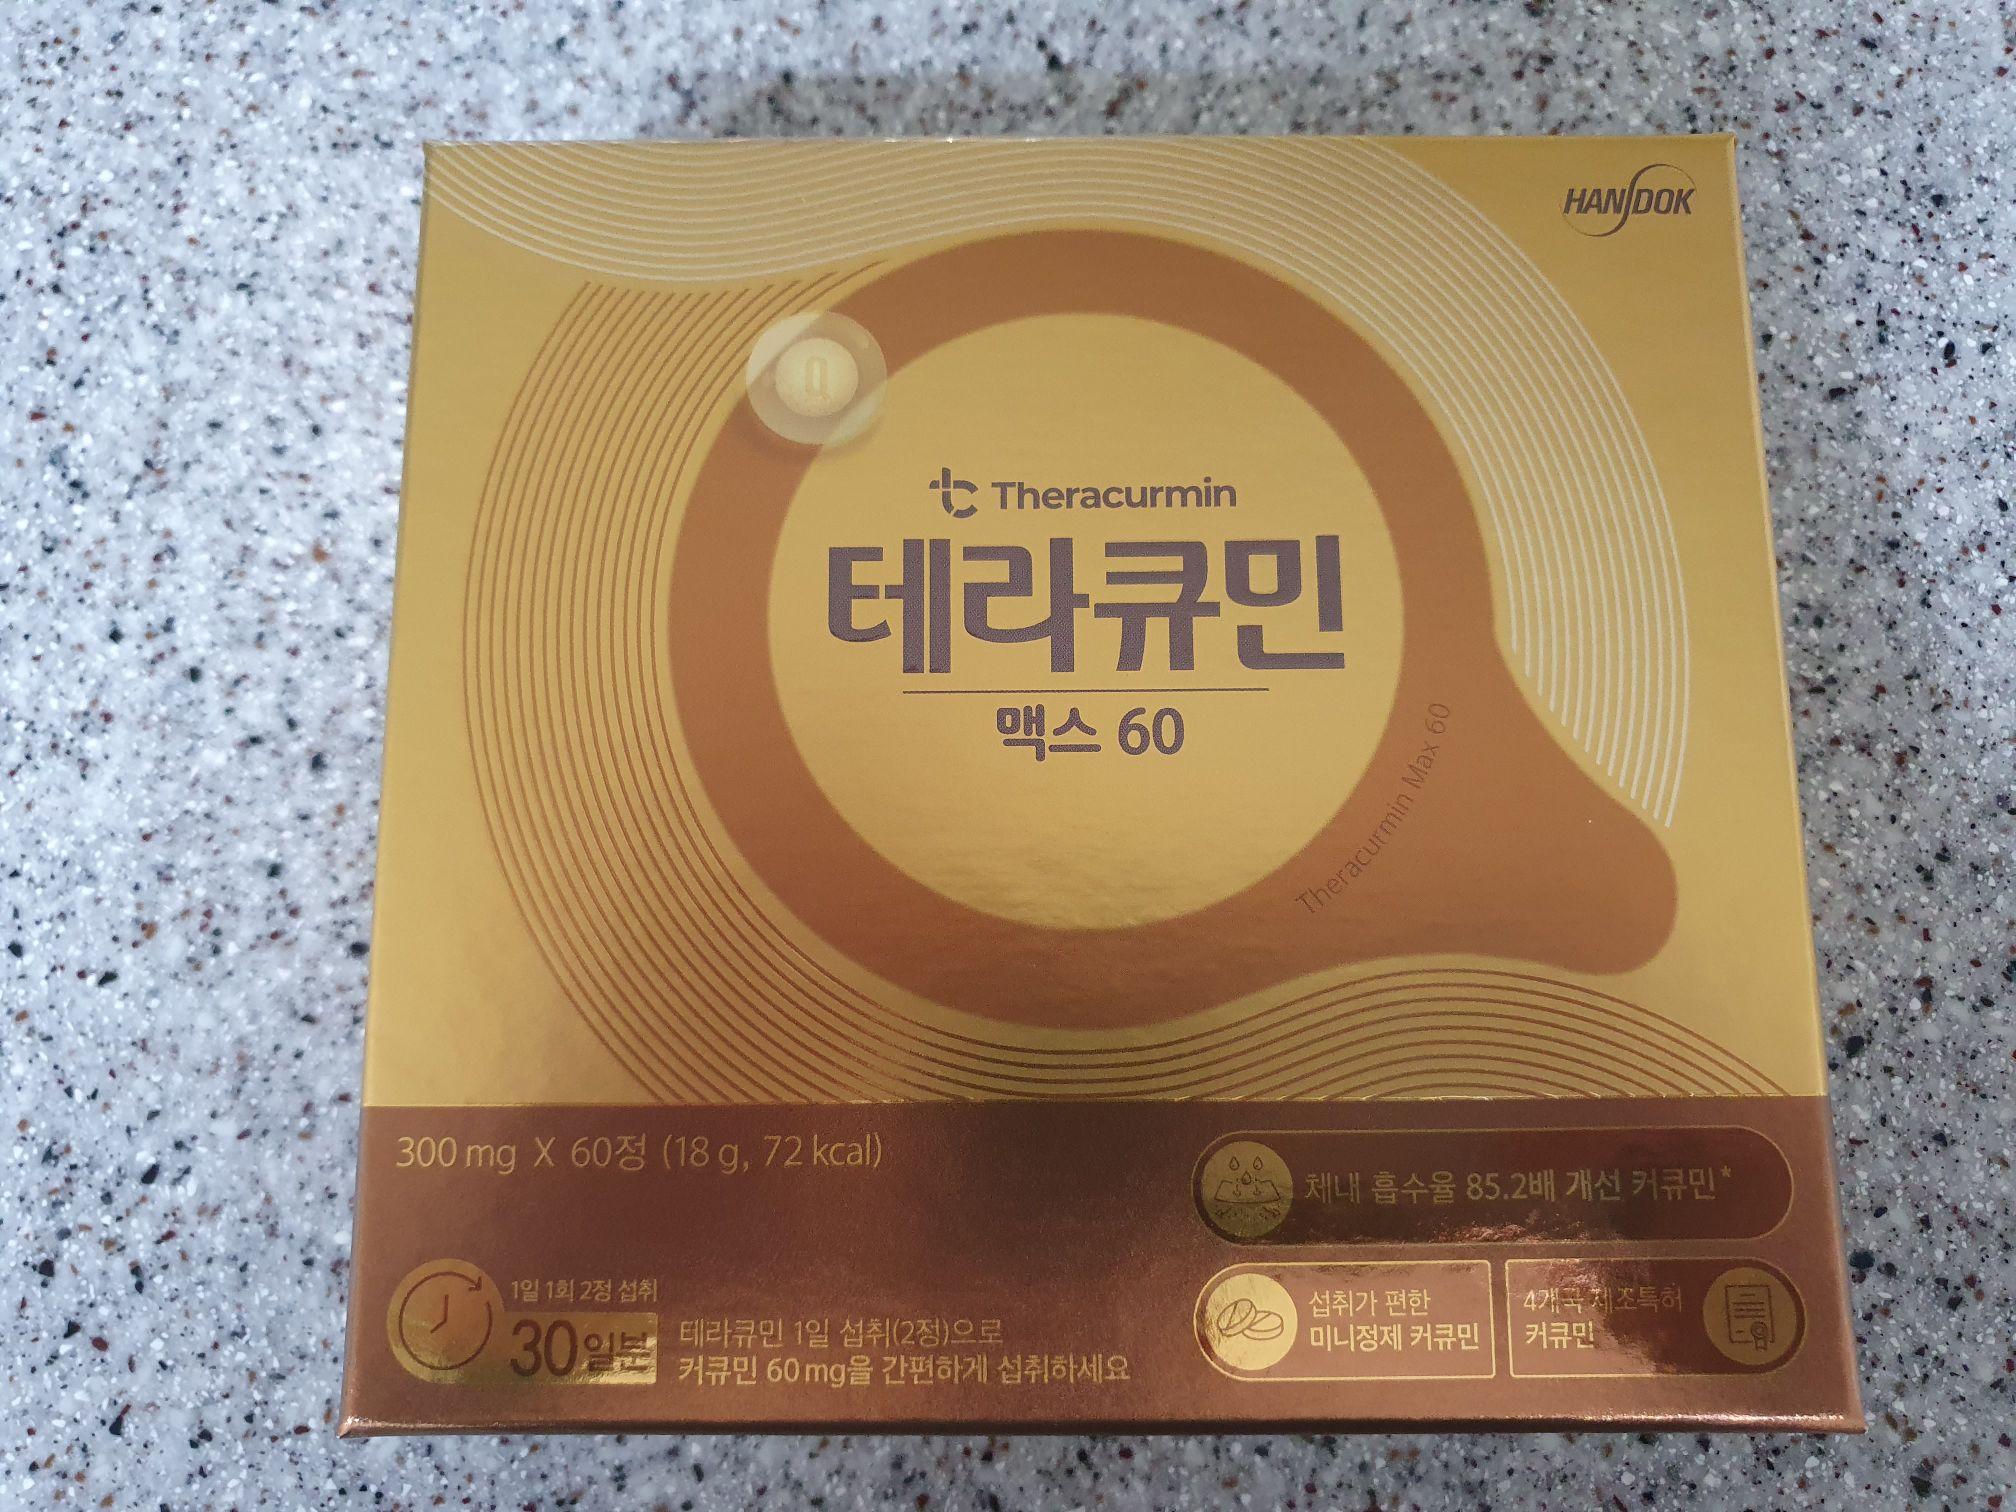 HANDOK
Q
Theracurmin
테라큐민
맥스 60
Theracurmin Max 60
300 mg X 60정 (18 g, 72 kcal)
체내 흡수율 85.2배 개선 커큐민*
1일 1회 2정 섭취
30일분
테라큐민 1일 섭취(2정)으로
커큐민 60 mg을 간편하게 섭취하세요
섭취가 편한
미니정제 커큐민
4개국 제조특허
커큐민